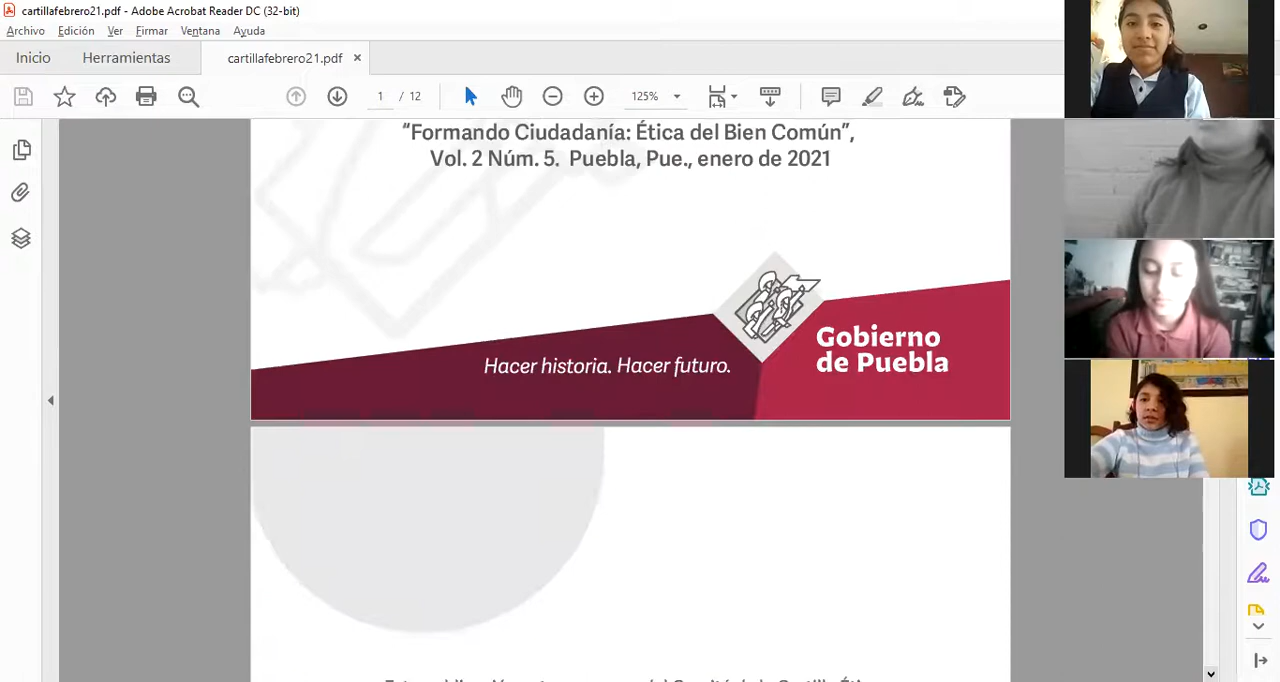 cartillafebrero21.pdf - Adobe Acrobat Reader DC (32-bit)
Archivo Edición Ver Firmar Ventana Ayuda
Inicio Herramientas cartillafebrero21.pdf ×
1 / 12 125%
“Formando Ciudadanía: Ética del Bien Común”,
Vol. 2 Núm. 5. Puebla, Pue., enero de 2021
Hacer historia. Hacer futuro.
Gobierno
de Puebla